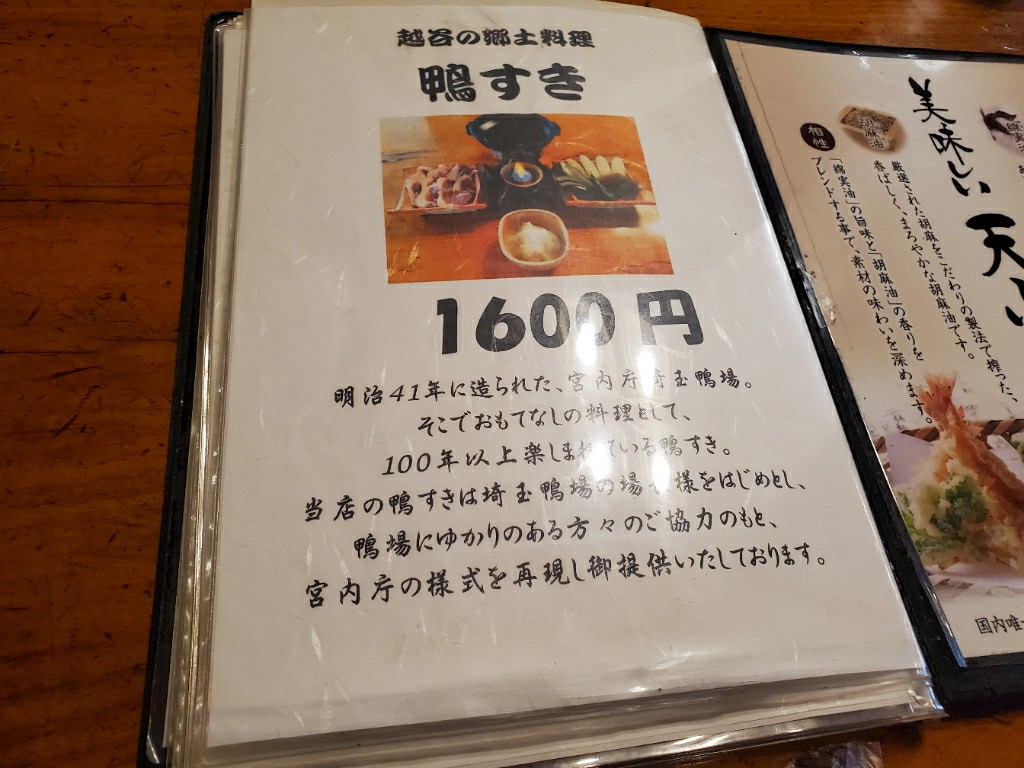 越谷の郷土料理
鴨すき
1600円
明治41年に造られた、宮内庁埼玉鴨場。
そこでおもてなしの料理として、
100年以上楽しまれている鴨すき。
当店の鴨すきは埼玉鴨場の場 様をはじめとし、
鴨場にゆかりのある方々のご協力のもと、
宮内庁の様式を再現し御提供いたしております。
美味しい
天
胡麻油
厳選された胡麻をこだわりの製法で搾った、
香ばしく、まろやかな胡麻油です。
相性
「綿実油」の旨味と「胡麻油」の香りを
ブレンドする事で、素材の味わいを深めます。
国内唯